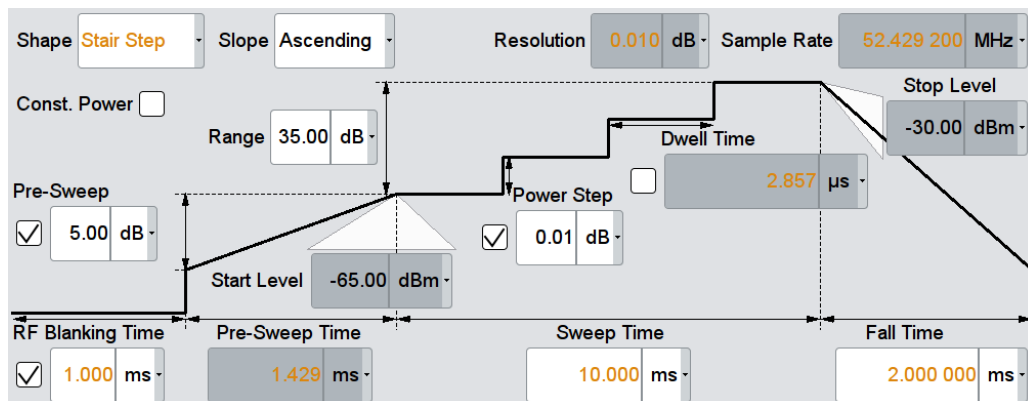 Shape Stair Step Slope Ascending Resolution 0.010 dB Sample Rate 52.429 200 MHz
Const. Power
Stop Level
-30.00 dBm
Range 35.00 dB
Dwell Time
2.857 µs
Pre-Sweep
5.00 dB
Power Step
0.01 dB
Start Level -65.00 dBm
RF Blanking Time Pre-Sweep Time Sweep Time Fall Time
1.000 ms 1.429 ms 10.000 ms 2.000 000 ms